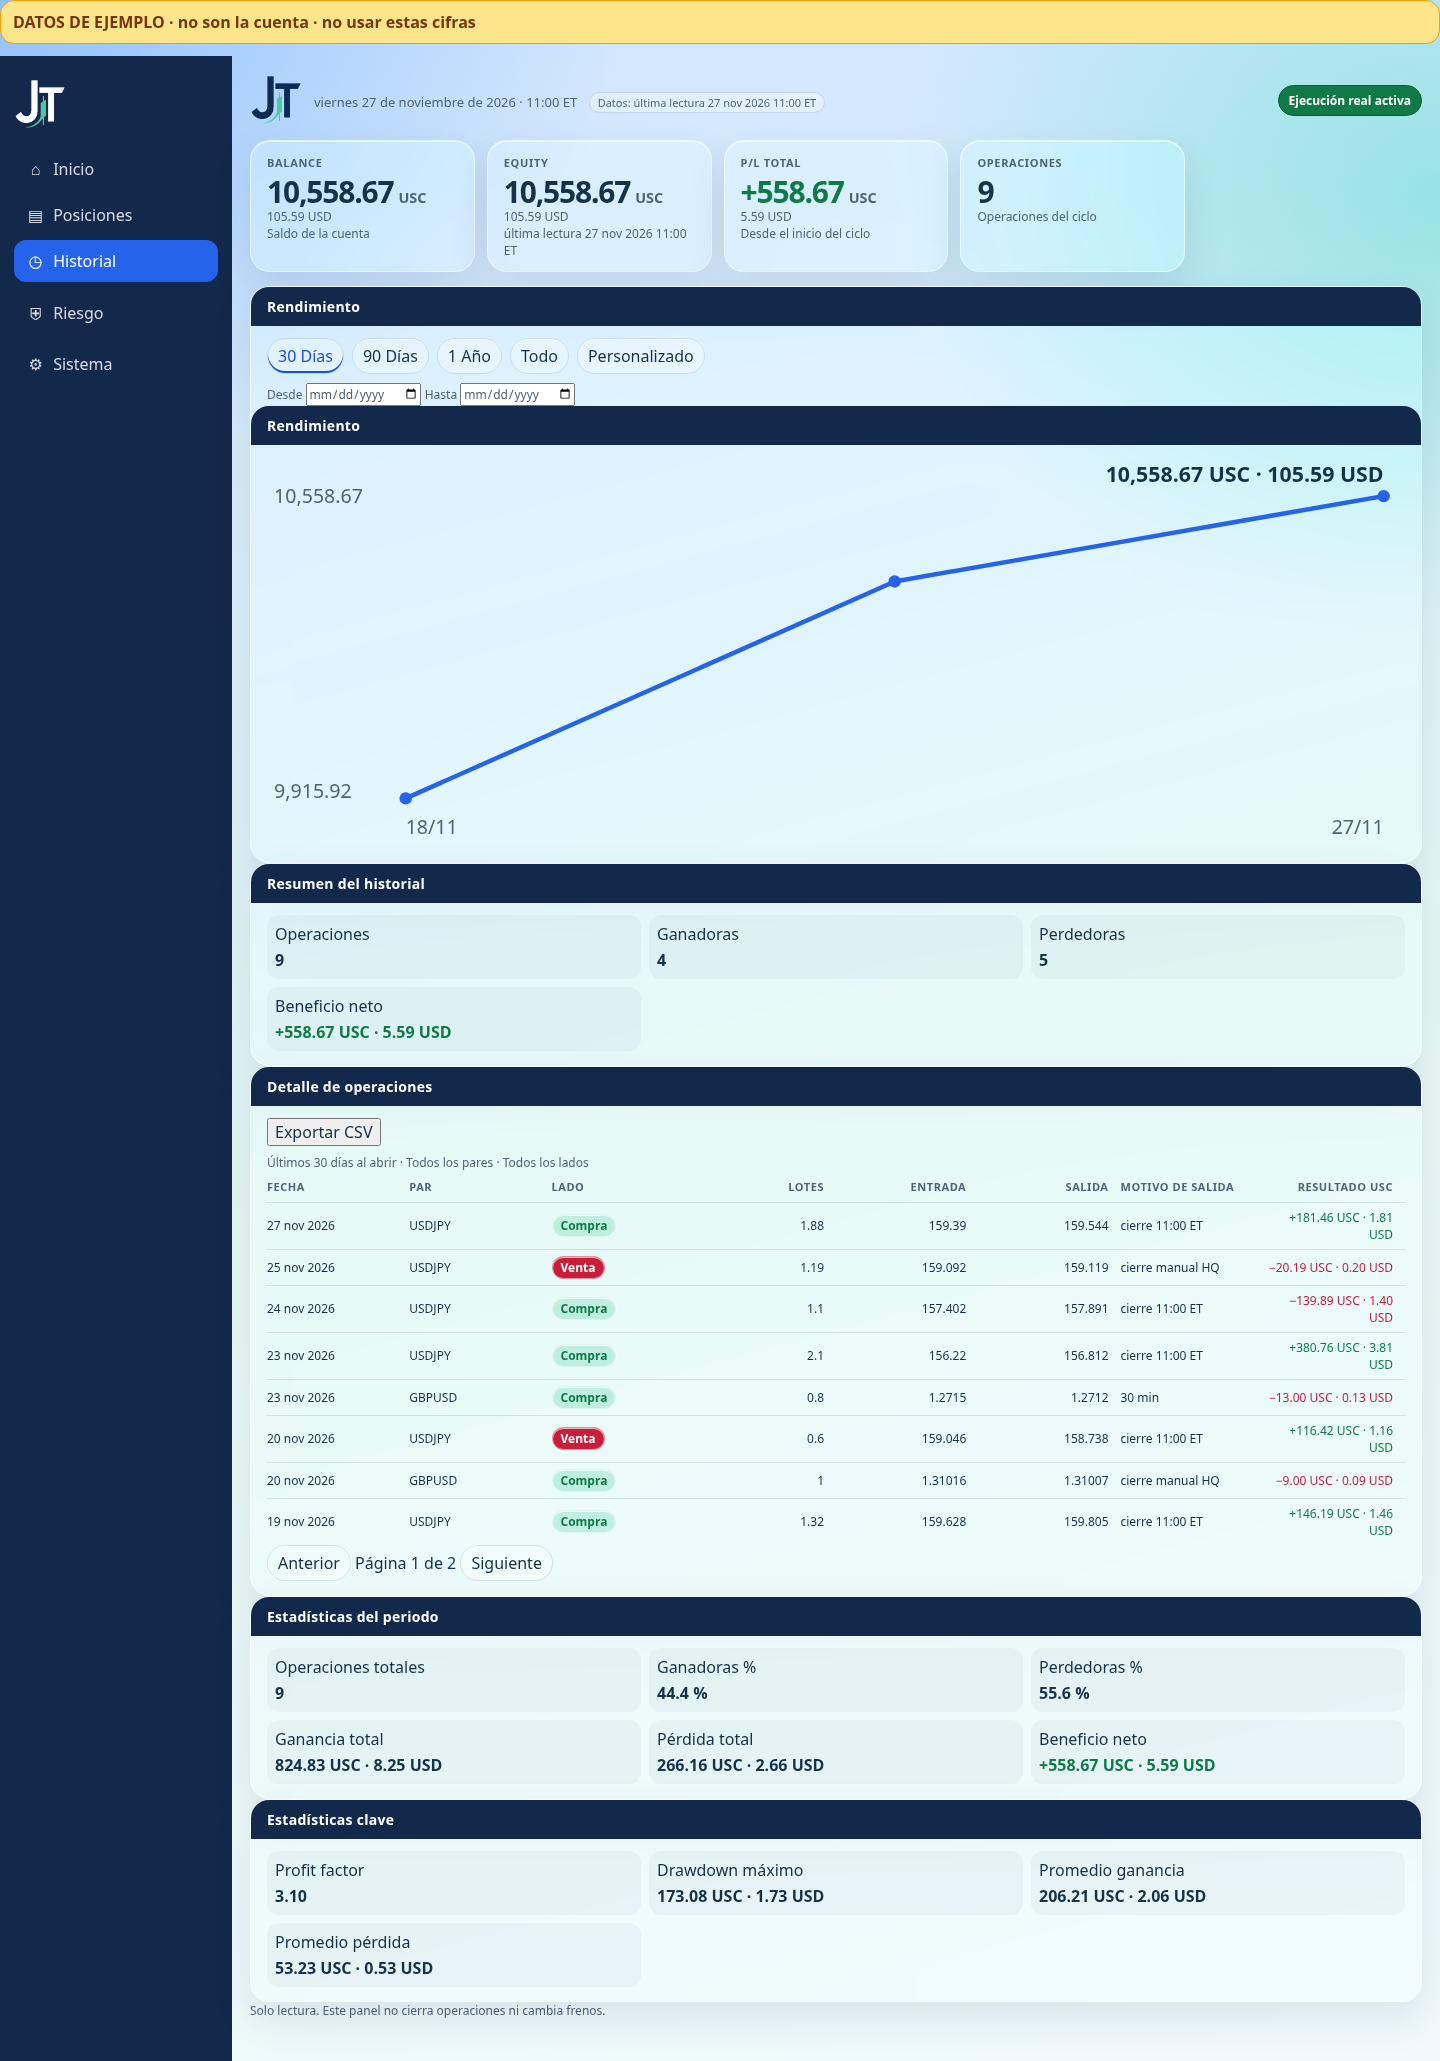 DATOS DE EJEMPLO · no son la cuenta · no usar estas cifras
JT
Inicio
Posiciones
Historial
Riesgo
Sistema
JT
viernes 27 de noviembre de 2026 · 11:00 ET
Datos: última lectura 27 nov 2026 11:00 ET
Ejecución real activa
BALANCE
10,558.67 USC
105.59 USD
Saldo de la cuenta
EQUITY
10,558.67 USC
105.59 USD
última lectura 27 nov 2026 11:00
ET
P/L TOTAL
+558.67 USC
5.59 USD
Desde el inicio del ciclo
OPERACIONES
9
Operaciones del ciclo
Rendimiento
30 Días 90 Días 1 Año Todo Personalizado
Desde mm/dd/yyyy Hasta mm/dd/yyyy
Rendimiento
10,558.67 USC · 105.59 USD
10,558.67
9,915.92
18/11 27/11
Resumen del historial
Operaciones
9
Ganadoras
4
Perdedoras
5
Beneficio neto
+558.67 USC · 5.59 USD
Detalle de operaciones
Exportar CSV
Últimos 30 días al abrir · Todos los pares · Todos los lados
FECHA PAR LADO LOTES ENTRADA SALIDA MOTIVO DE SALIDA RESULTADO USC
27 nov 2026 USDJPY Compra 1.88 159.39 159.544 cierre 11:00 ET +181.46 USC · 1.81
USD
25 nov 2026 USDJPY Venta 1.19 159.092 159.119 cierre manual HQ −20.19 USC · 0.20 USD
24 nov 2026 USDJPY Compra 1.1 157.402 157.891 cierre 11:00 ET −139.89 USC · 1.40
USD
23 nov 2026 USDJPY Compra 2.1 156.22 156.812 cierre 11:00 ET +380.76 USC · 3.81
USD
23 nov 2026 GBPUSD Compra 0.8 1.2715 1.2712 30 min −13.00 USC · 0.13 USD
20 nov 2026 USDJPY Venta 0.6 159.046 158.738 cierre 11:00 ET +116.42 USC · 1.16
USD
20 nov 2026 GBPUSD Compra 1 1.31016 1.31007 cierre manual HQ −9.00 USC · 0.09 USD
19 nov 2026 USDJPY Compra 1.32 159.628 159.805 cierre 11:00 ET +146.19 USC · 1.46
USD
Anterior Página 1 de 2 Siguiente
Estadísticas del periodo
Operaciones totales
9
Ganadoras %
44.4 %
Perdedoras %
55.6 %
Ganancia total
824.83 USC · 8.25 USD
Pérdida total
266.16 USC · 2.66 USD
Beneficio neto
+558.67 USC · 5.59 USD
Estadísticas clave
Profit factor
3.10
Drawdown máximo
173.08 USC · 1.73 USD
Promedio ganancia
206.21 USC · 2.06 USD
Promedio pérdida
53.23 USC · 0.53 USD
Solo lectura. Este panel no cierra operaciones ni cambia frenos.